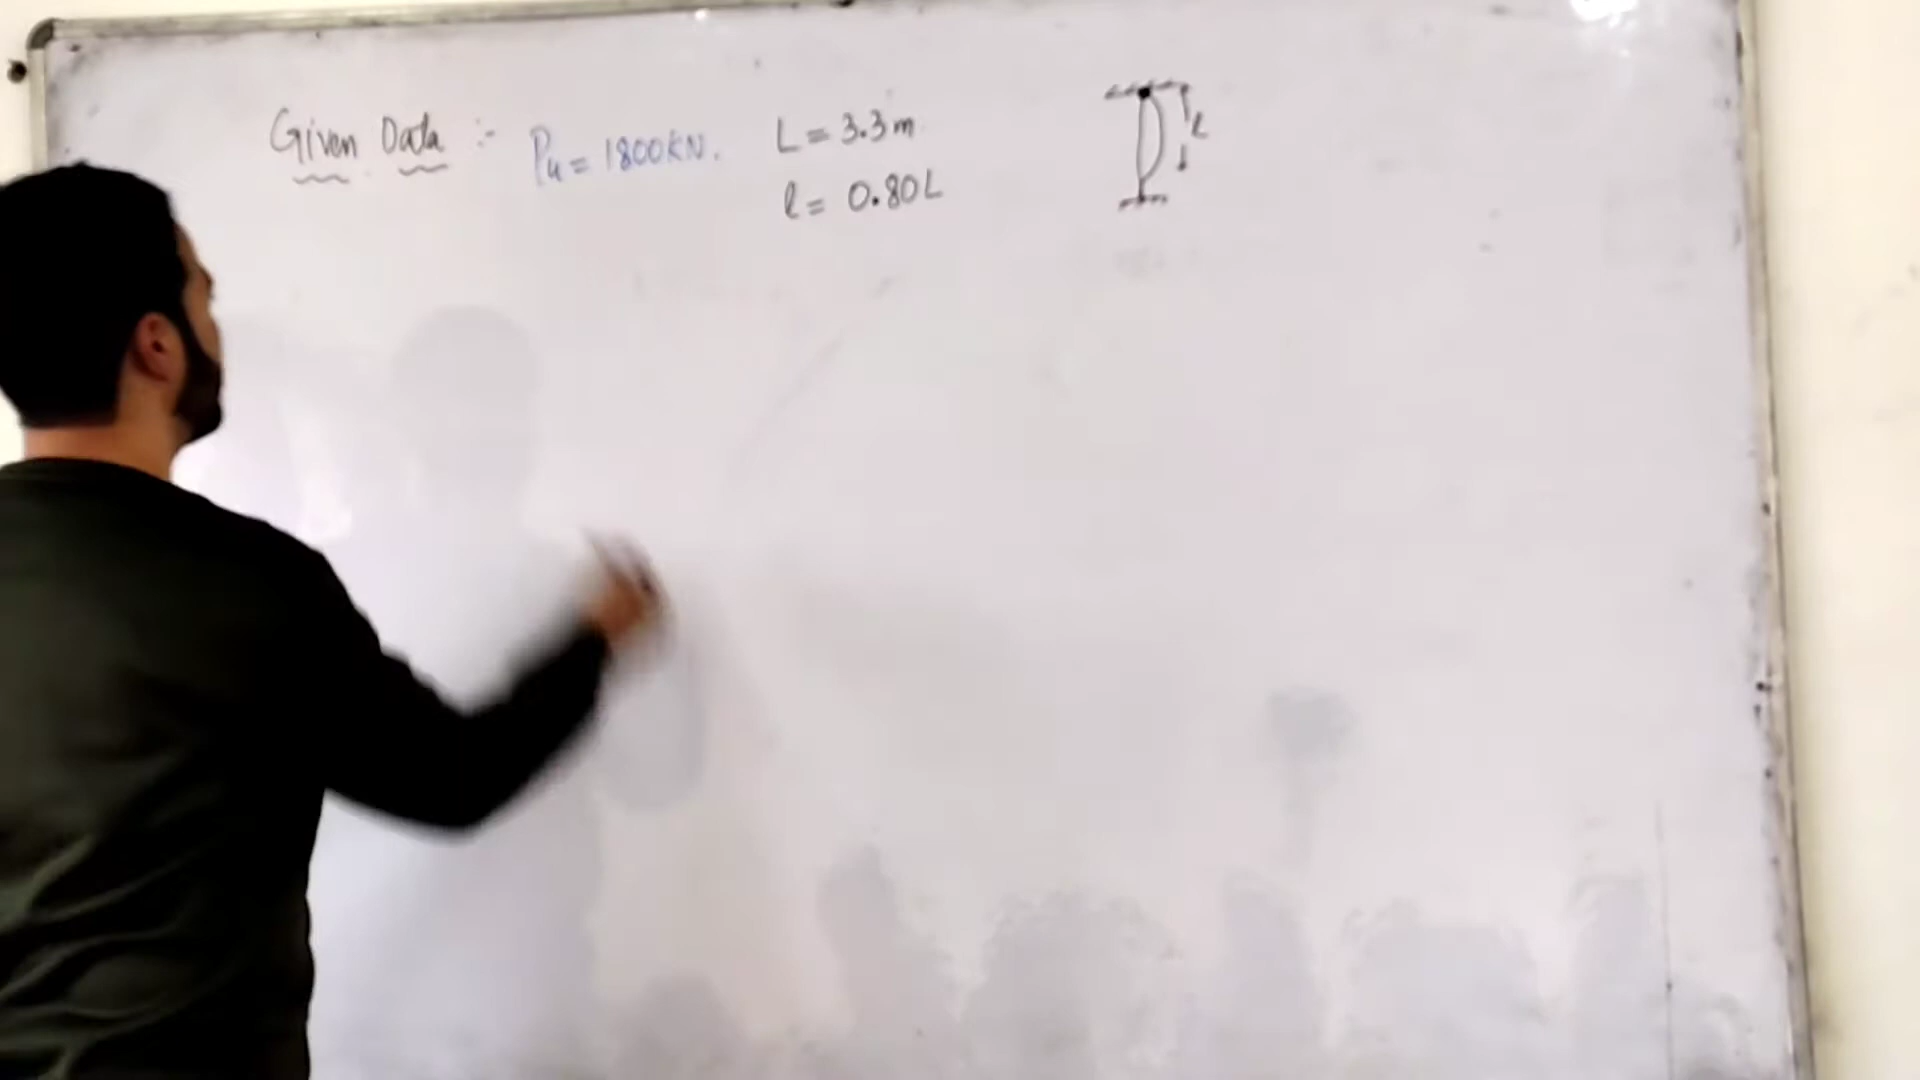 Given Data :- Pu = 1800KN. L = 3.3m
l = 0.80L
l